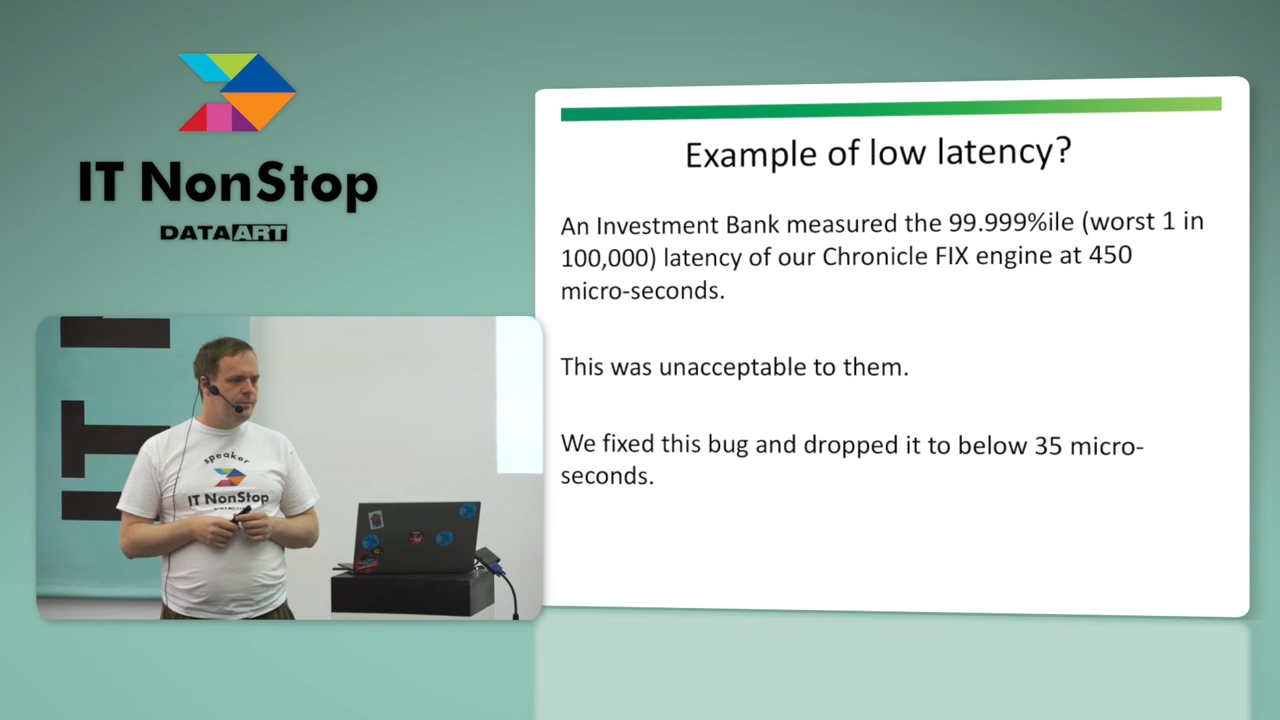 IT NonStop
DATAART
Example of low latency?
An Investment Bank measured the 99.999%ile (worst 1 in
100,000) latency of our Chronicle FIX engine at 450
micro-seconds.
This was unacceptable to them.
We fixed this bug and dropped it to below 35 micro-
seconds.
speaker
IT NonStop